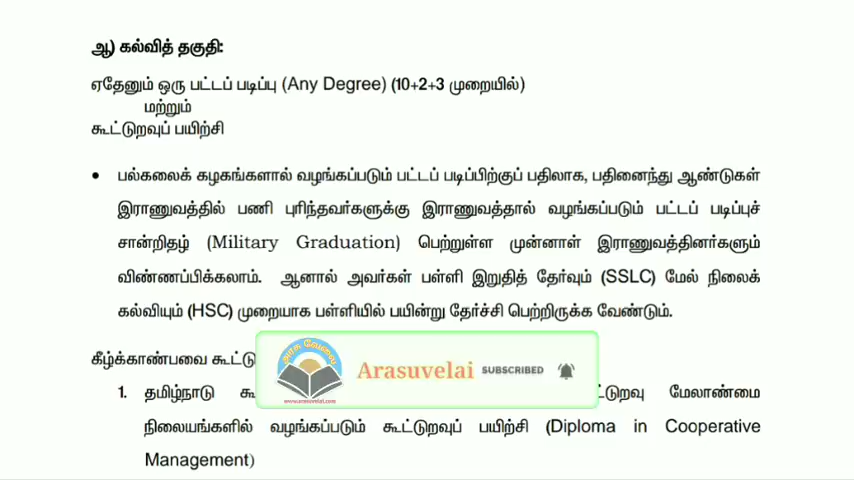 ஆ) கல்வித் தகுதி:
ஏதேனும் ஒரு பட்டப் படிப்பு (Any Degree) (10+2+3 முறையில்)
மற்றும்
கூட்டுறவுப் பயிற்சி
• பல்கலைக் கழகங்களால் வழங்கப்படும் பட்டப் படிப்பிற்குப் பதிலாக, பதினைந்து ஆண்டுகள்
இராணுவத்தில் பணி புரிந்தவர்களுக்கு இராணுவத்தால் வழங்கப்படும் பட்டப் படிப்புச்
சான்றிதழ் (Military Graduation) பெற்றுள்ள முன்னாள் இராணுவத்தினர்களும்
விண்ணப்பிக்கலாம். ஆனால் அவர்கள் பள்ளி இறுதித் தேர்வும் (SSLC) மேல் நிலைக்
கல்வியும் (HSC) முறையாக பள்ளியில் பயின்று தேர்ச்சி பெற்றிருக்க வேண்டும்.
கீழ்க்காண்பவை
அரசு வேலை
Arasuvelai SUBSCRIBED
www.arasuvelai.com
1. தமிழ்நாடு மேலாண்மை
நிலையங்களில் வழங்கப்படும் கூட்டுறவுப் பயிற்சி (Diploma in Cooperative
Management)